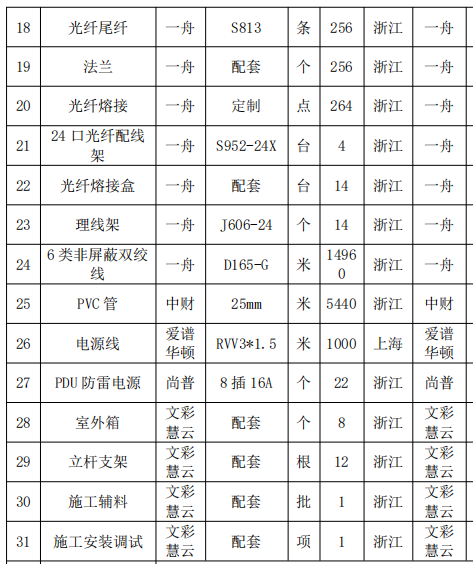 18 光纤尾纤 一舟 S813 条 256 浙江 一舟
19 法兰 一舟 配套 个 256 浙江 一舟
20 光纤熔接 一舟 定制 点 264 浙江 一舟
21 24 口光纤配线架 一舟 S952-24X 台 4 浙江 一舟
22 光纤熔接盒 一舟 配套 台 14 浙江 一舟
23 理线架 一舟 J606-24 个 14 浙江 一舟
24 6 类非屏蔽双绞线 一舟 D165-G 米 14960 浙江 一舟
25 PVC 管 中财 25mm 米 5440 浙江 中财
26 电源线 爱谱华顿 RVV3*1.5 米 1000 上海 爱谱华顿
27 PDU 防雷电源 尚普 8 插 16A 个 22 浙江 尚普
28 室外箱 文彩慧云 配套 个 8 浙江 文彩慧云
29 立杆支架 文彩慧云 配套 根 12 浙江 文彩慧云
30 施工辅料 文彩慧云 配套 批 1 浙江 文彩慧云
31 施工安装调试 文彩慧云 配套 项 1 浙江 文彩慧云